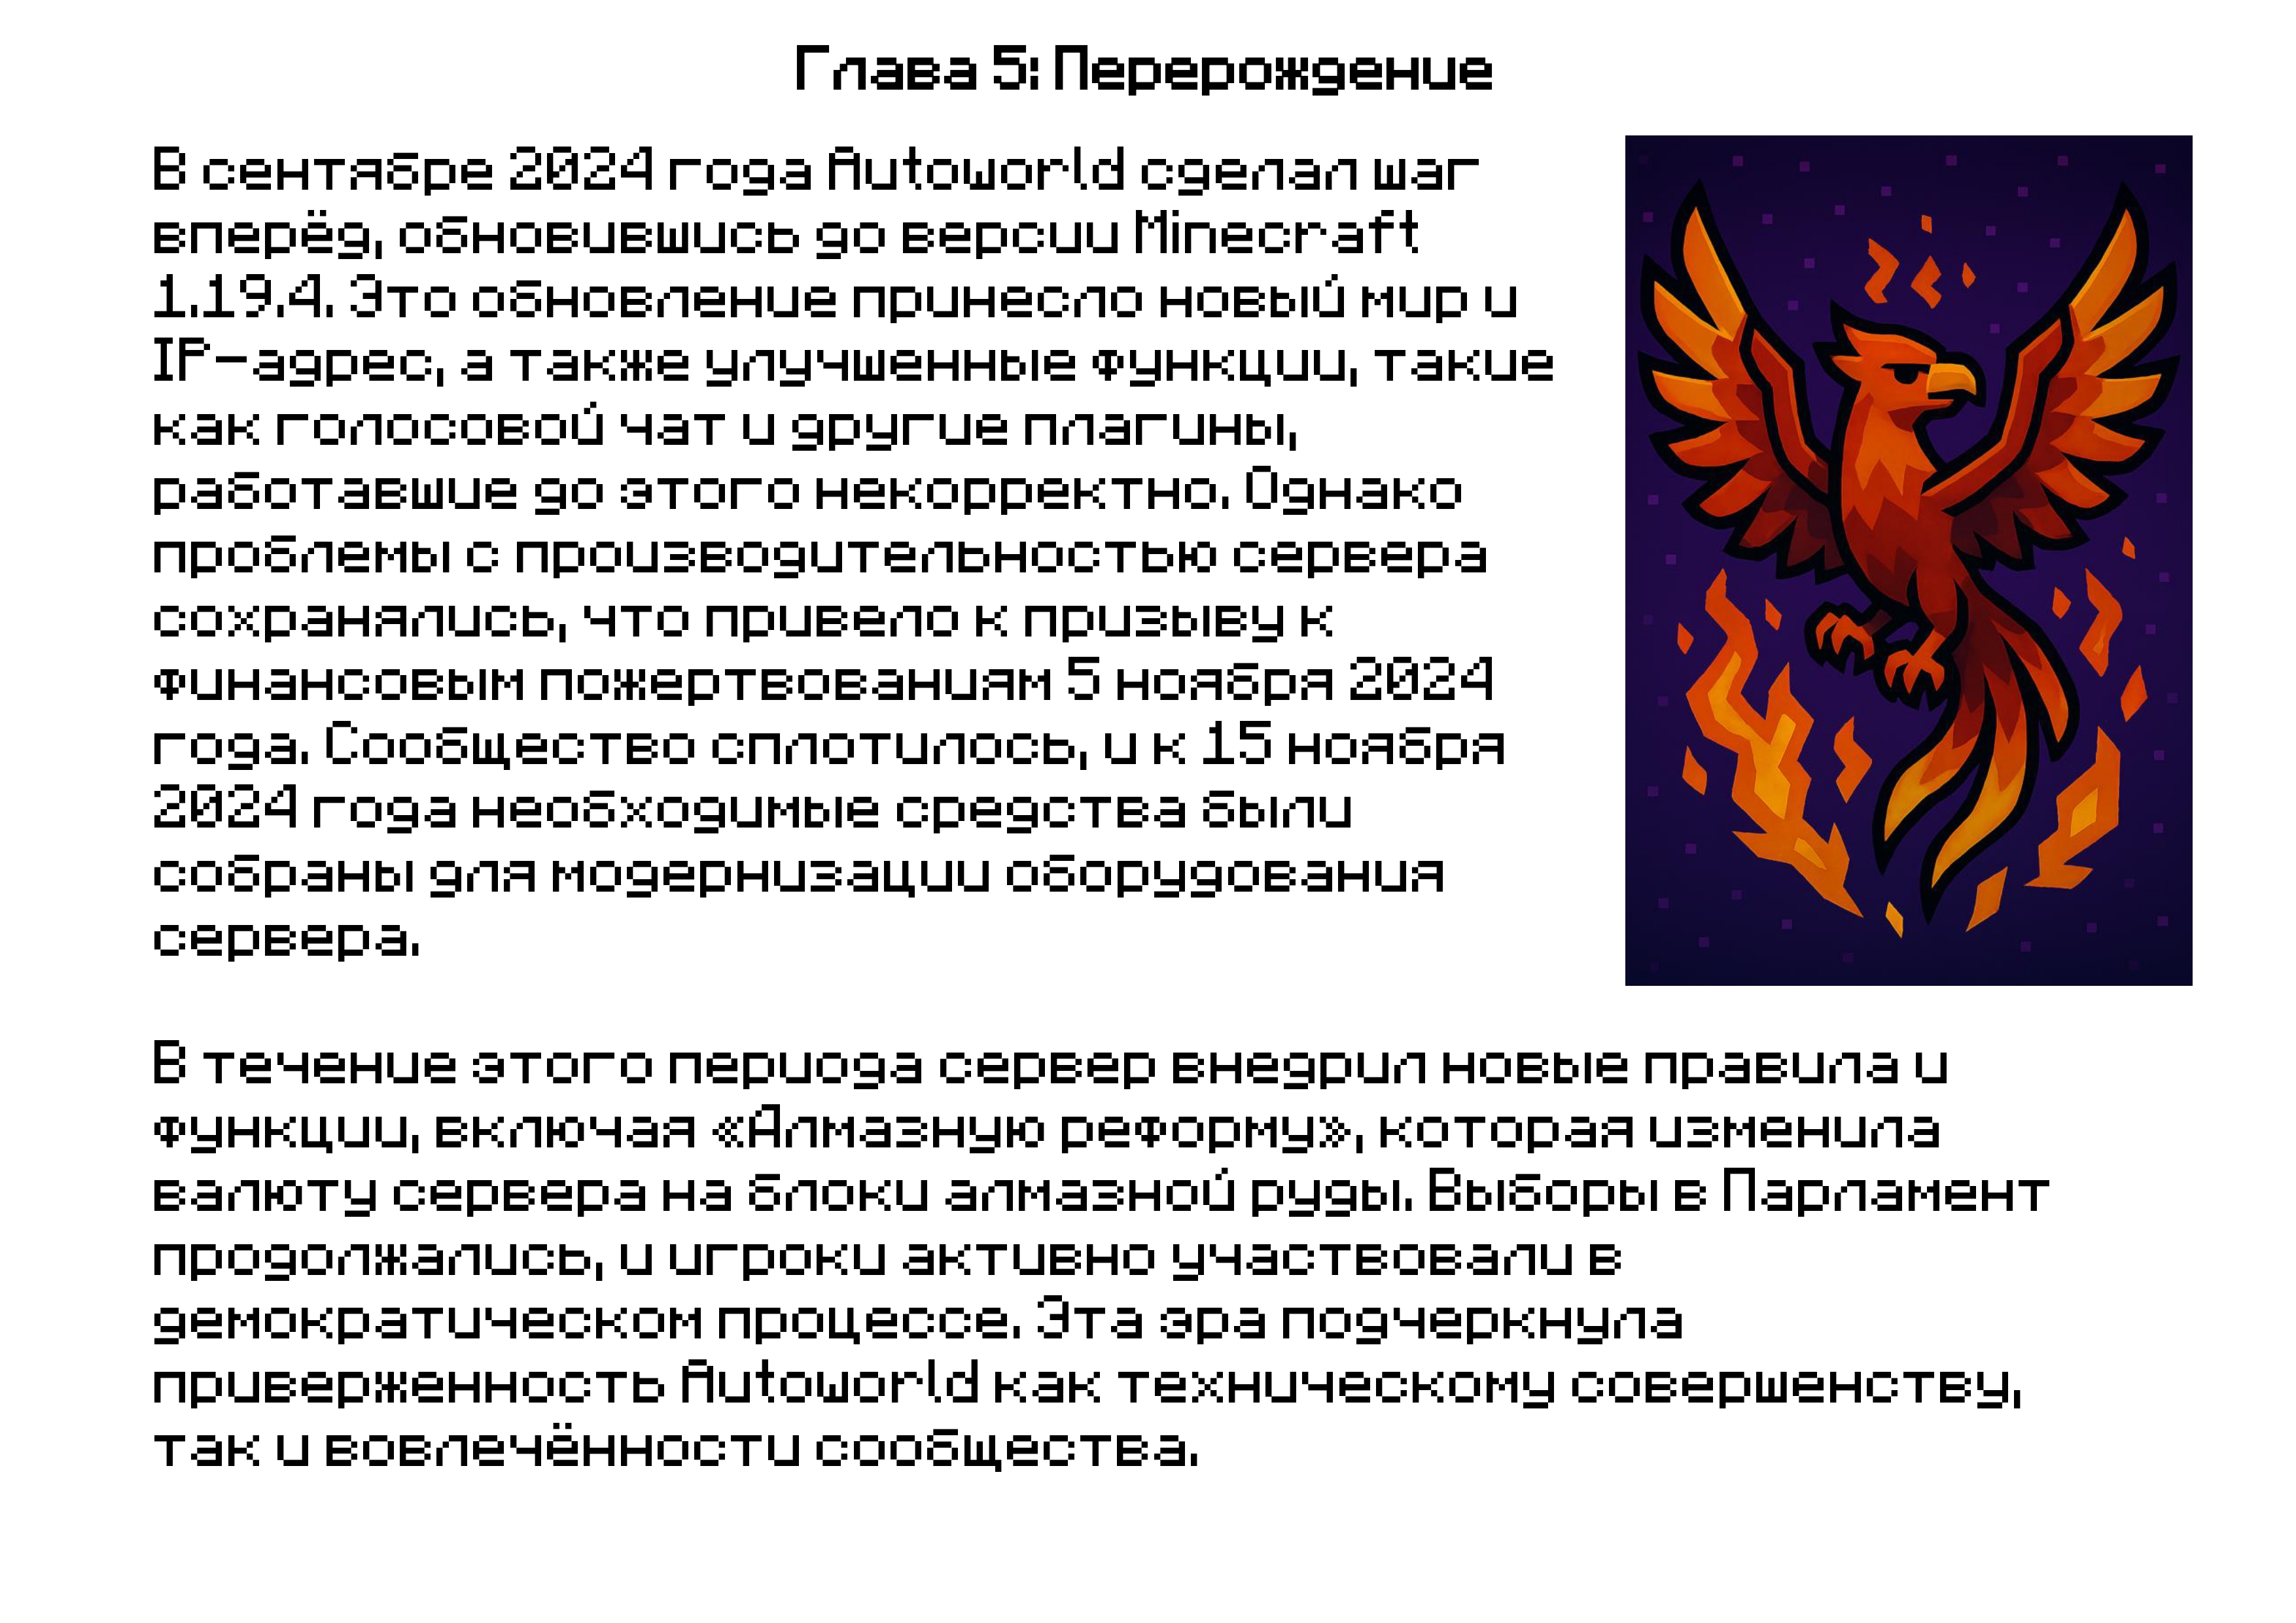 Глава 5: Перерождение
В сентябре 2024 года Autoworld сделал шаг
вперёд, обновившись до версии Minecraft
1.19.4. Это обновление принесло новый мир и
IP-адрес, а также улучшенные функции, такие
как голосовой чат и другие плагины,
работавшие до этого некорректно. Однако
проблемы с производительностью сервера
сохранялись, что привело к призыву к
финансовым пожертвованиям 5 ноября 2024
года. Сообщество сплотилось, и к 15 ноября
2024 года необходимые средства были
собраны для модернизации оборудования
сервера.
В течение этого периода сервер внедрил новые правила и
функции, включая «Алмазную реформу», которая изменила
валюту сервера на блоки алмазной руды. Выборы в Парламент
продолжались, и игроки активно участвовали в
демократическом процессе. Эта эра подчеркнула
приверженность Autoworld как техническому совершенству,
так и вовлечённости сообщества.